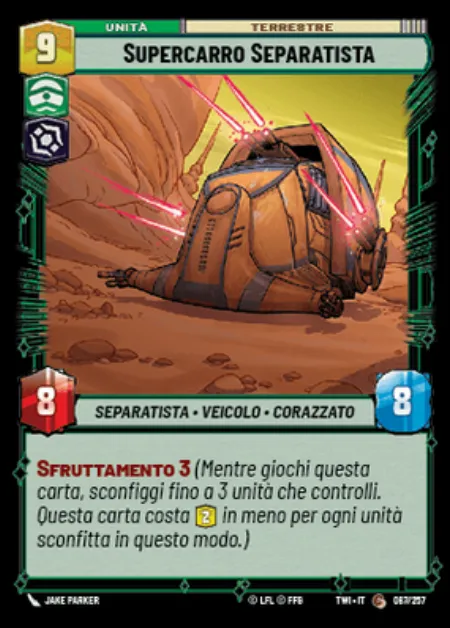 UNITÀ
TERRESTRE
9
SUPERCARRO SEPARATISTA
8
8
SEPARATISTA • VEICOLO • CORAZZATO
SFRUTTAMENTO 3 (Mentre giochi questa
carta, sconfiggi fino a 3 unità che controlli.
Questa carta costa 2 in meno per ogni unità
sconfitta in questo modo.)
JAKE PARKER
© LFL © FFG
TWI • IT